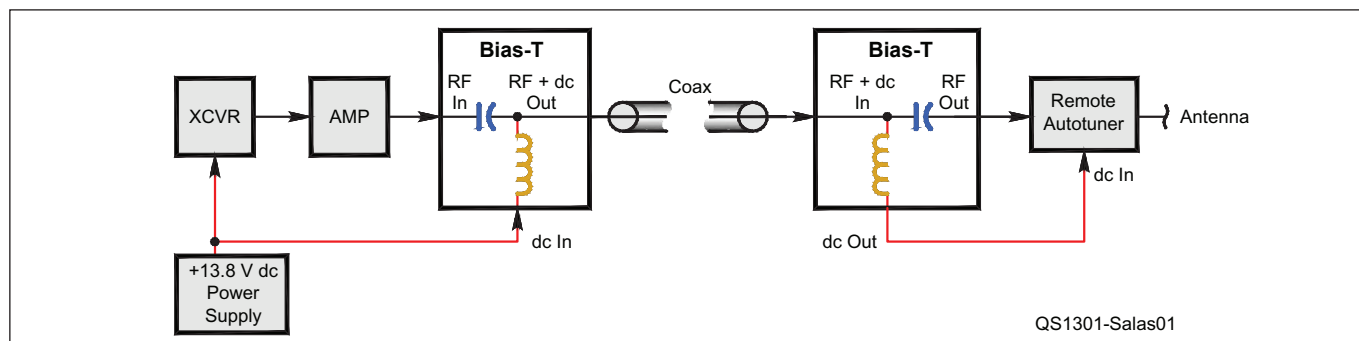 XCVR
AMP
Bias-T
RF
In
RF + dc
Out
dc In
Coax
Bias-T
RF + dc
In
RF
Out
dc Out
Remote
Autotuner
dc In
Antenna
+13.8 V dc
Power
Supply
QS1301-Salas01